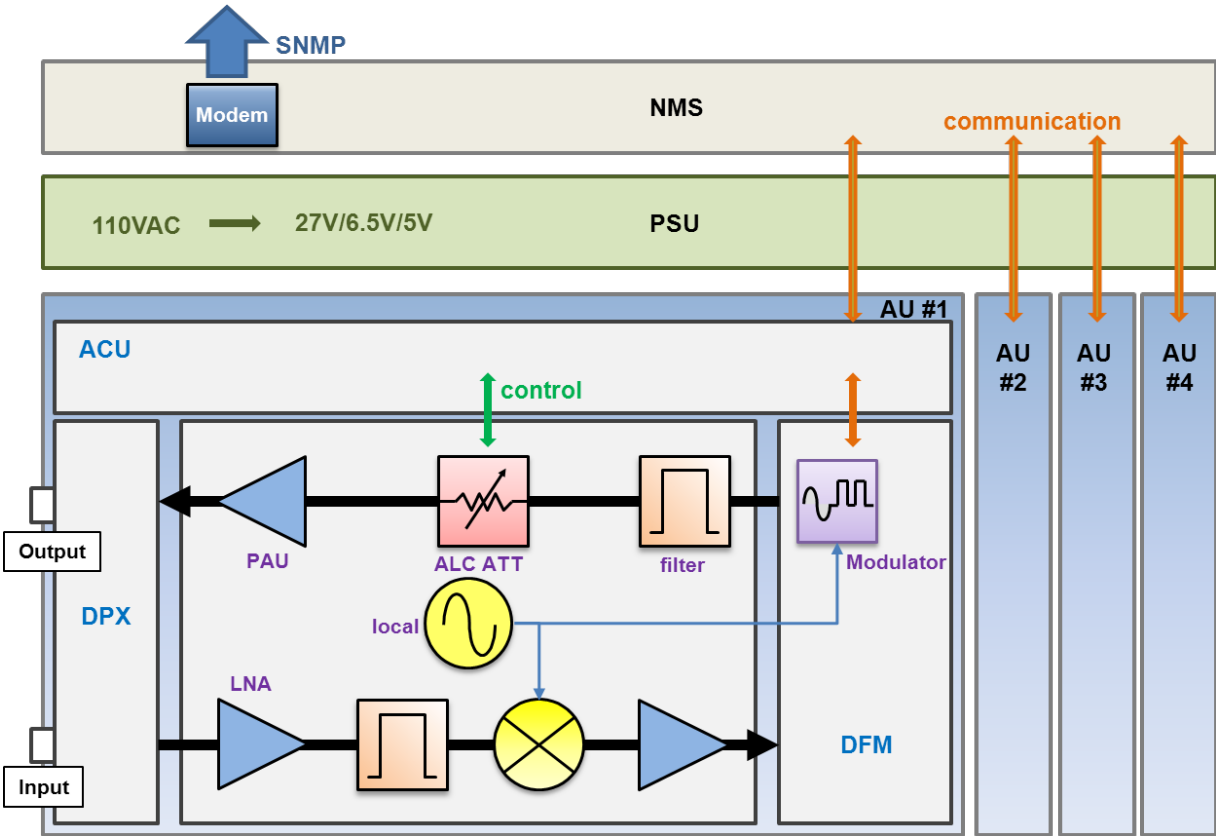 SNMP
Modem
NMS
communication
110VAC
27V/6.5V/5V
PSU
AU #1
ACU
control
AU
#2
AU
#3
AU
#4
Output
PAU
ALC ATT
filter
Modulator
DPX
local
LNA
DFM
Input